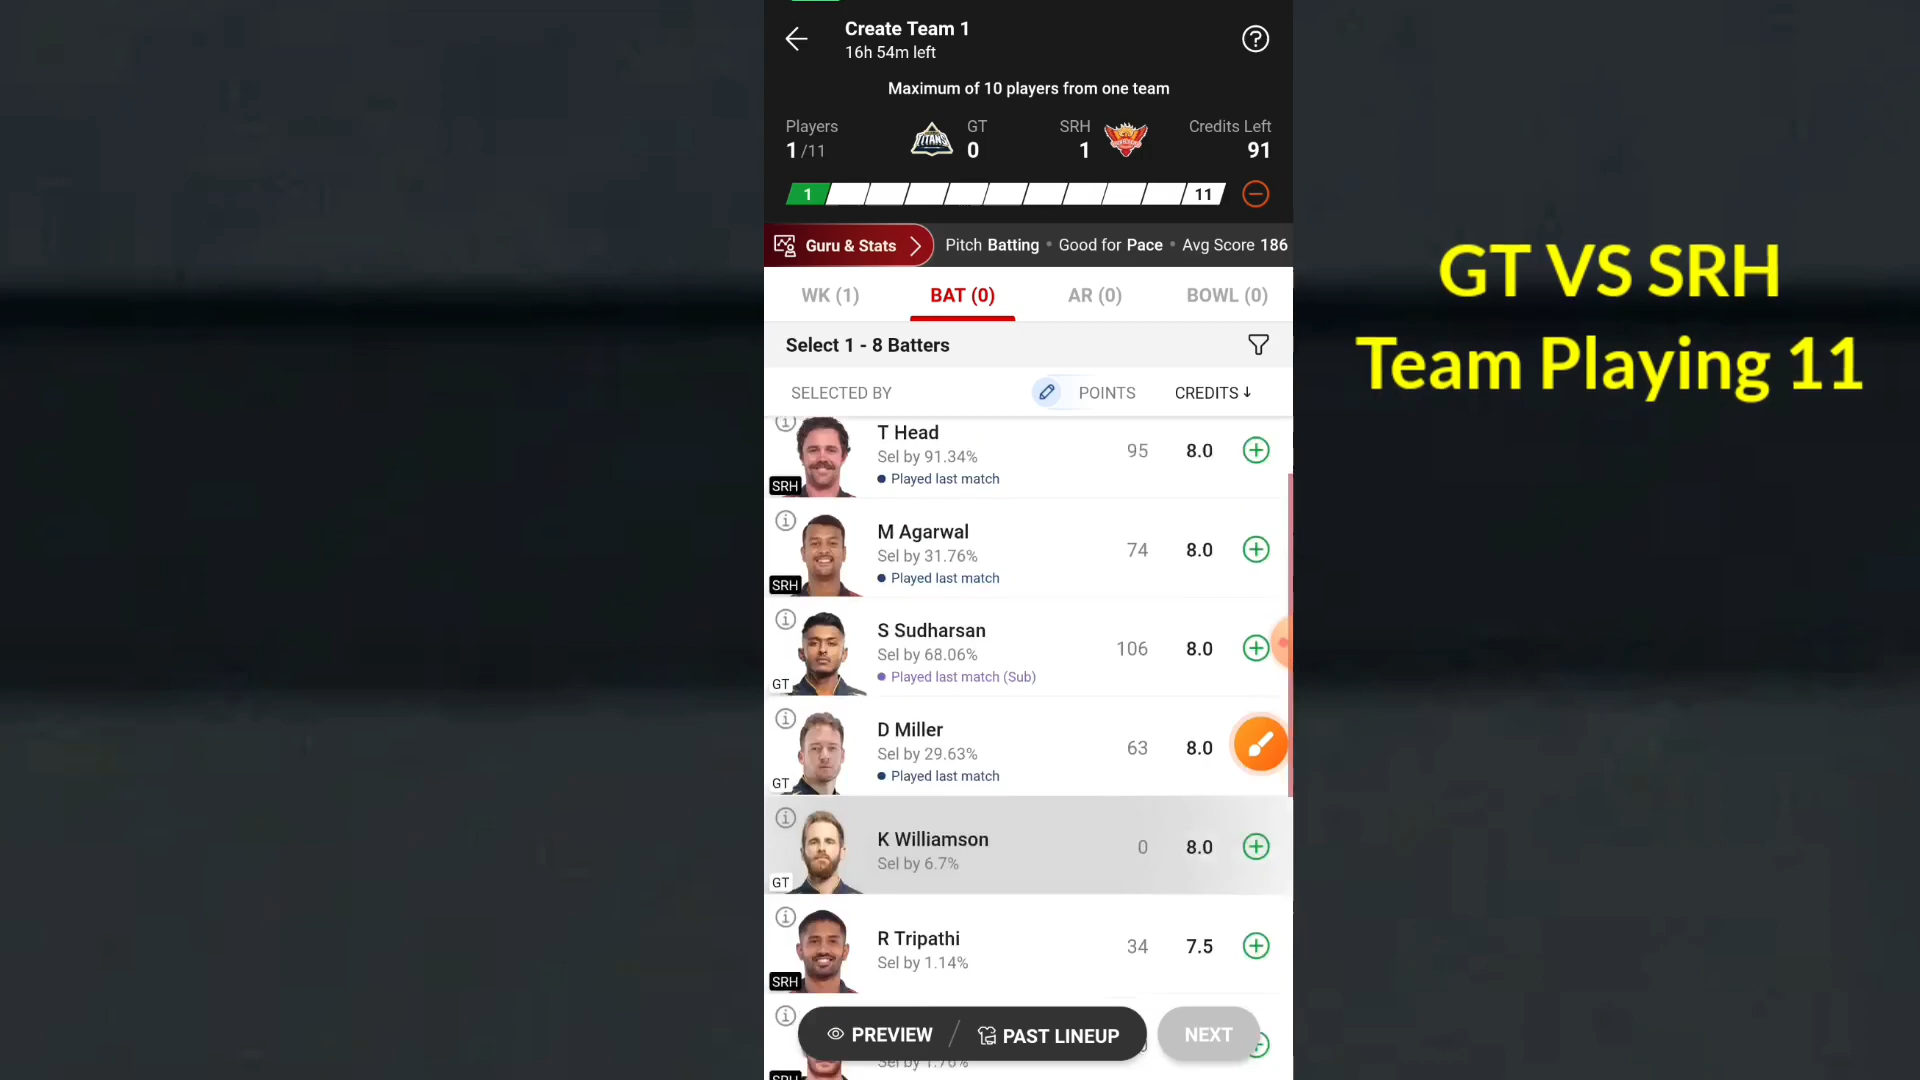 Create Team 1
16h 54m left
Maximum of 10 players from one team
Players
1 /11
TITANS
GT
0
SRH
1
Credits Left
91
1
11
Guru & Stats
Pitch Batting • Good for Pace • Avg Score 186
WK (1)
BAT (0)
AR (0)
BOWL (0)
Select 1 - 8 Batters
SELECTED BY
POINTS
CREDITS ↓
T Head
Sel by 91.34%
95
8.0
Played last match
SRH
M Agarwal
Sel by 31.76%
74
8.0
Played last match
SRH
S Sudharsan
Sel by 68.06%
106
8.0
Played last match (Sub)
GT
D Miller
Sel by 29.63%
63
8.0
Played last match
GT
K Williamson
Sel by 6.7%
0
8.0
GT
R Tripathi
Sel by 1.14%
34
7.5
SRH
PREVIEW / PAST LINEUP
NEXT
Sel by 1.76%
SRH
GT VS SRH
Team Playing 11